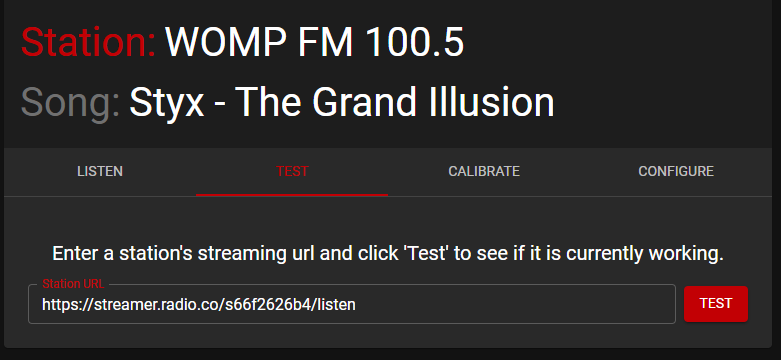 Station: WOMP FM 100.5
Song: Styx - The Grand Illusion
LISTEN TEST CALIBRATE CONFIGURE
Enter a station's streaming url and click 'Test' to see if it is currently working.
Station URL
https://streamer.radio.co/s66f2626b4/listen TEST